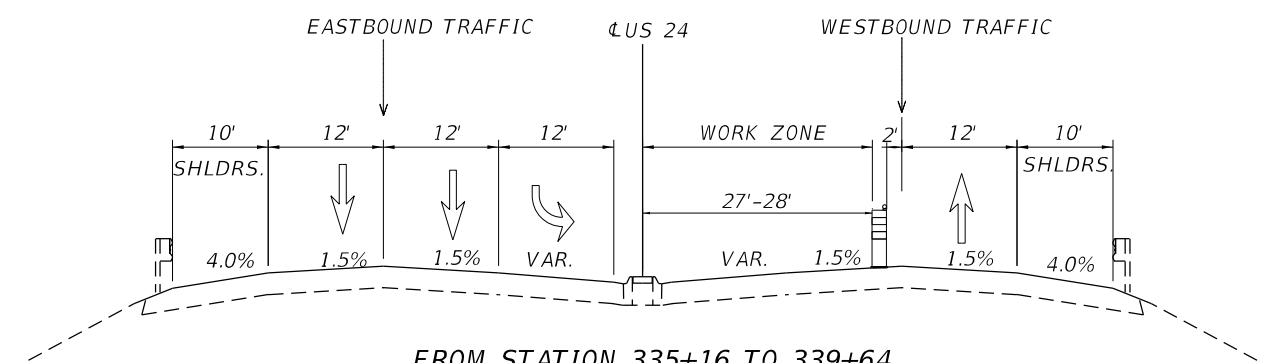 EASTBOUND TRAFFIC
℄ US 24
WESTBOUND TRAFFIC
10'
12'
12'
12'
WORK ZONE
2'
12'
10'
SHLDRS.
SHLDRS.
27'-28'
4.0%
1.5%
1.5%
VAR.
VAR.
1.5%
1.5%
4.0%
FROM STATION 335+16 TO 339+64